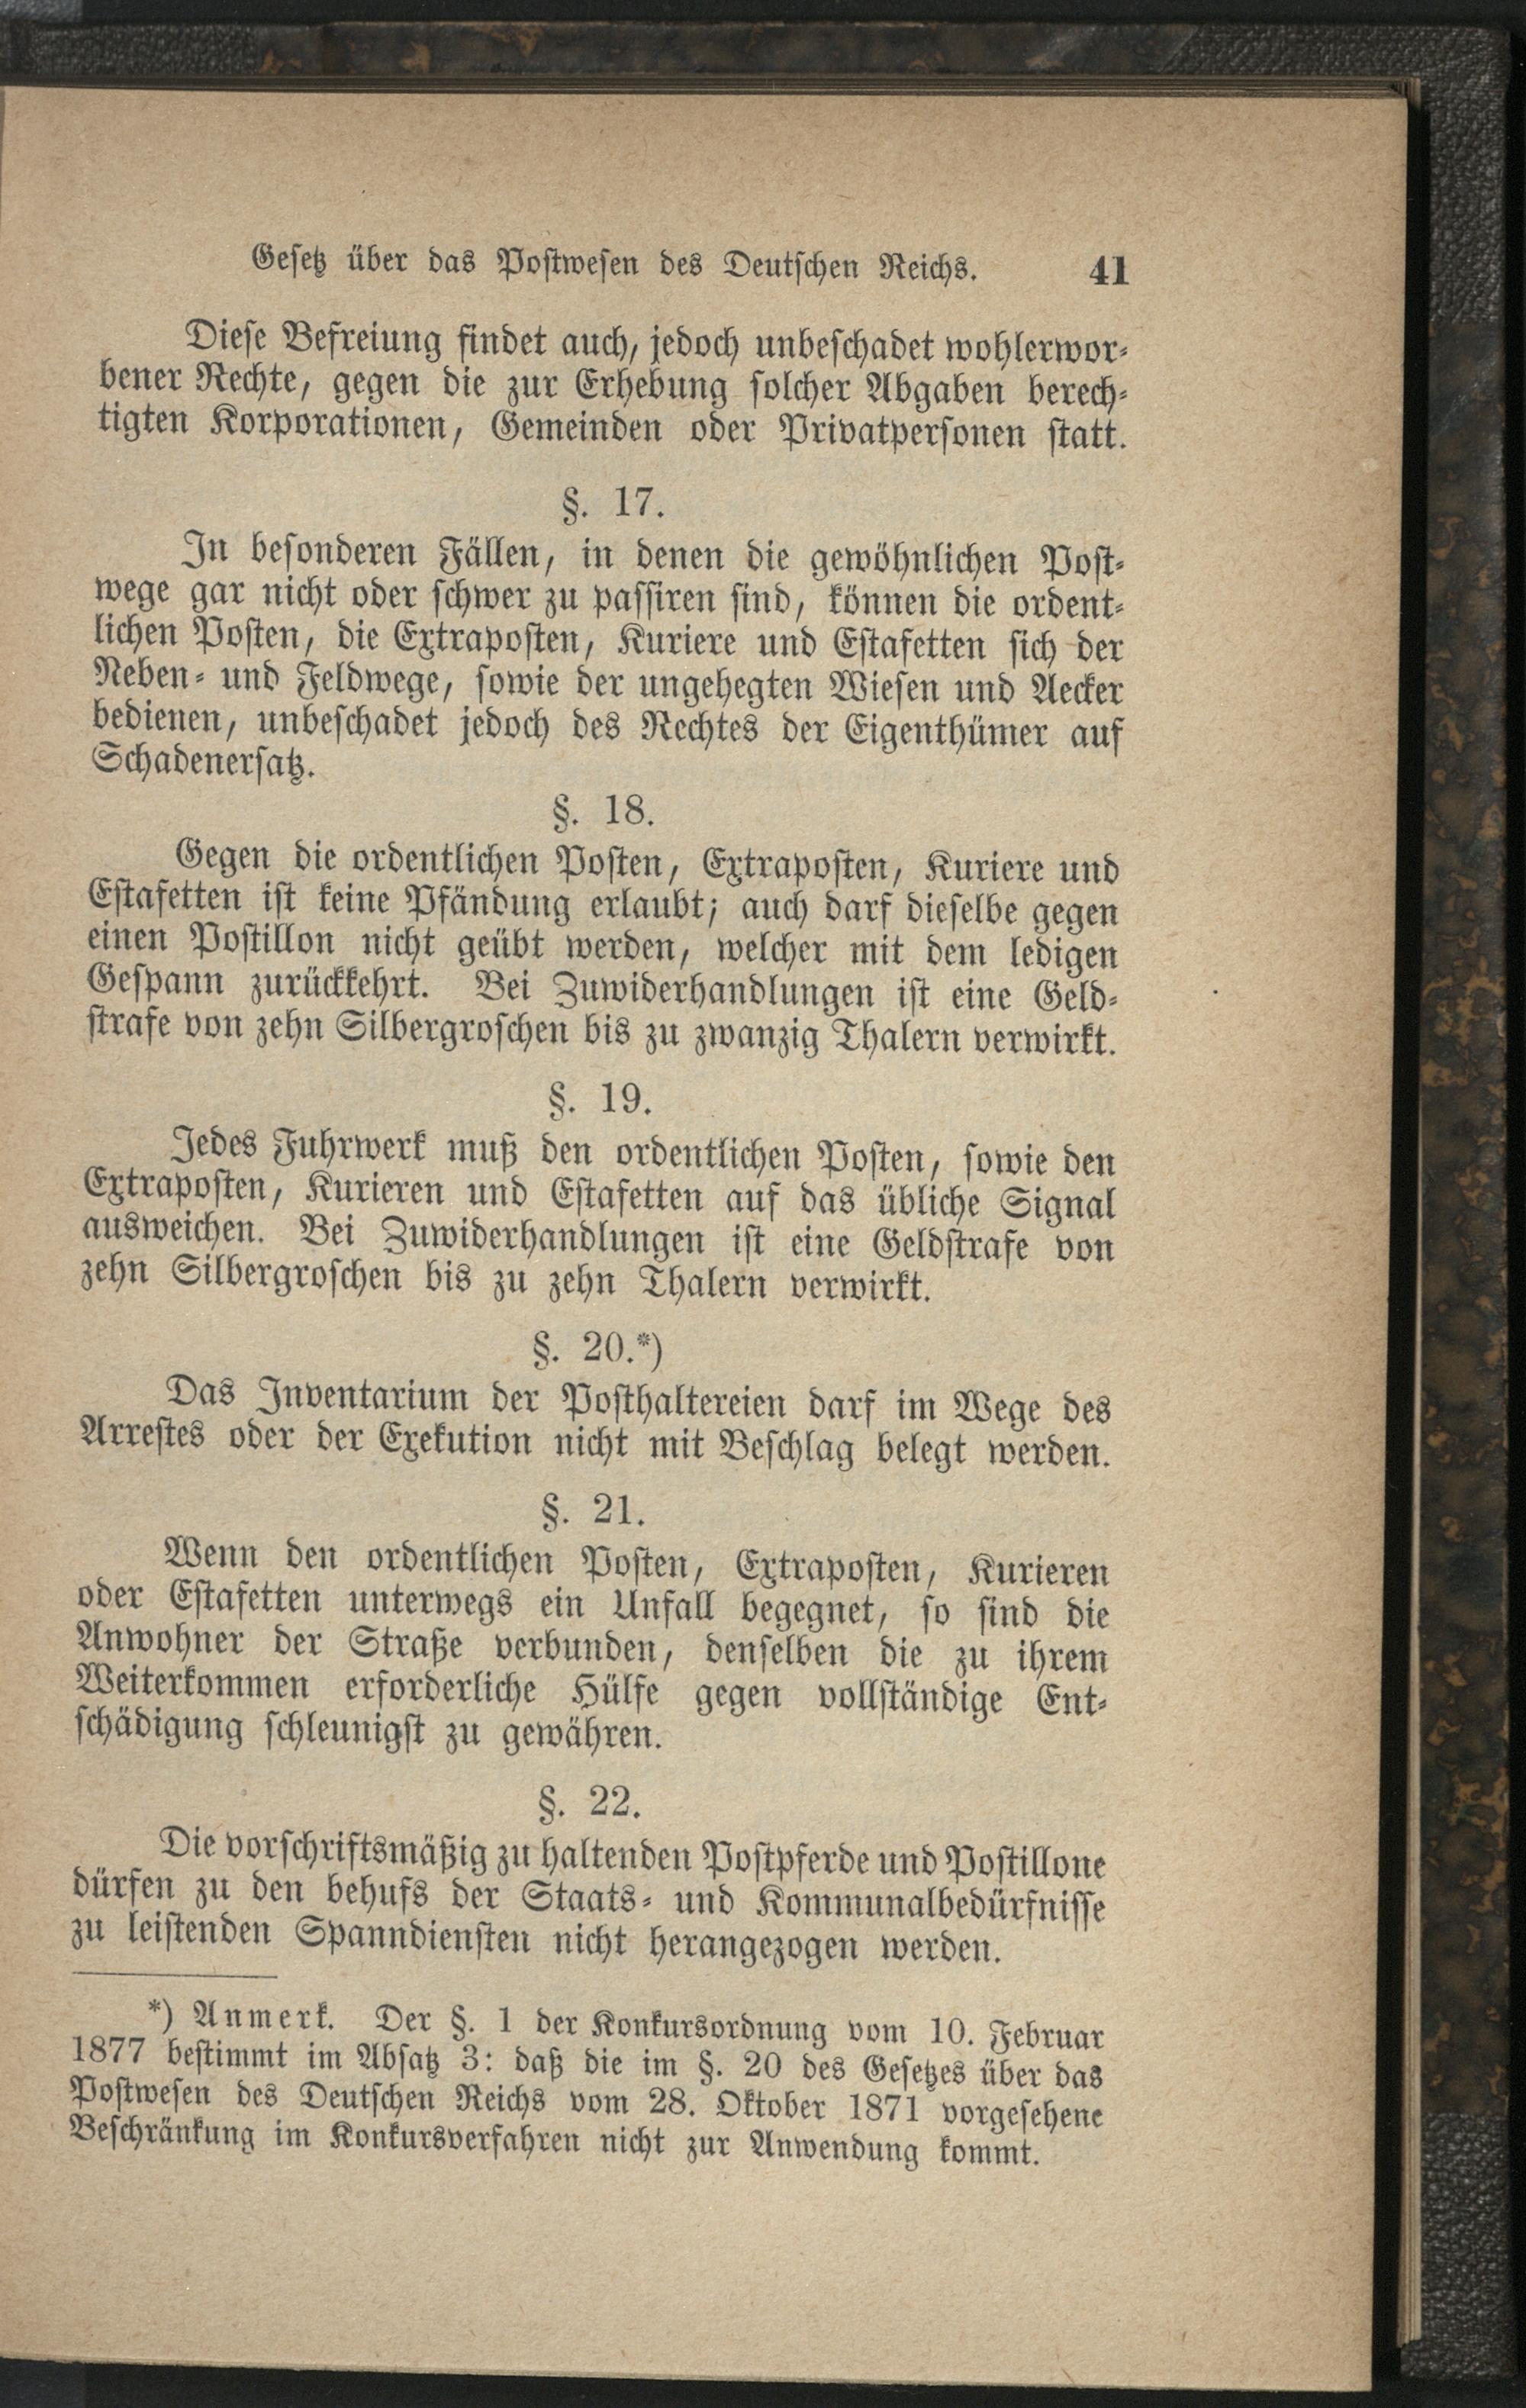 Gesetz über das Postwesen des Deutschen Reichs. 41
Diese Befreiung findet auch, jedoch unbeschadet wohlerwor-
bener Rechte, gegen die zur Erhebung solcher Abgaben berech-
tigten Korporationen, Gemeinden oder Privatpersonen statt.
§. 17.
In besonderen Fällen, in denen die gewöhnlichen Post-
wege gar nicht oder schwer zu passiren sind, können die ordent-
lichen Posten, die Extraposten, Kuriere und Estafetten sich der
Neben- und Feldwege, sowie der ungehegten Wiesen und Aecker
bedienen, unbeschadet jedoch des Rechtes der Eigenthümer auf
Schadenersatz.
§. 18.
Gegen die ordentlichen Posten, Extraposten, Kuriere und
Estafetten ist keine Pfändung erlaubt; auch darf dieselbe gegen
einen Postillon nicht geübt werden, welcher mit dem ledigen
Gespann zurückkehrt. Bei Zuwiderhandlungen ist eine Geld-
strafe von zehn Silbergroschen bis zu zwanzig Thalern verwirkt.
§. 19.
Jedes Fuhrwerk muß den ordentlichen Posten, sowie den
Extraposten, Kurieren und Estafetten auf das übliche Signal
ausweichen. Bei Zuwiderhandlungen ist eine Geldstrafe von
zehn Silbergroschen bis zu zehn Thalern verwirkt.
§. 20.*)
Das Inventarium der Posthaltereien darf im Wege des
Arrestes oder der Exekution nicht mit Beschlag belegt werden.
§. 21.
Wenn den ordentlichen Posten, Extraposten, Kurieren
oder Estafetten unterwegs ein Unfall begegnet, so sind die
Anwohner der Straße verbunden, denselben die zu ihrem
Weiterkommen erforderliche Hülfe gegen vollständige Ent-
schädigung schleunigst zu gewähren.
§. 22.
Die vorschriftsmäßig zu haltenden Postpferde und Postillone
dürfen zu den behufs der Staats- und Kommunalbedürfnisse
zu leistenden Spanndiensten nicht herangezogen werden.
*) Anmerk. Der §. 1 der Konkursordnung vom 10. Februar
1877 bestimmt im Absatz 3: daß die im §. 20 des Gesetzes über das
Postwesen des Deutschen Reichs vom 28. Oktober 1871 vorgesehene
Beschränkung im Konkursverfahren nicht zur Anwendung kommt.